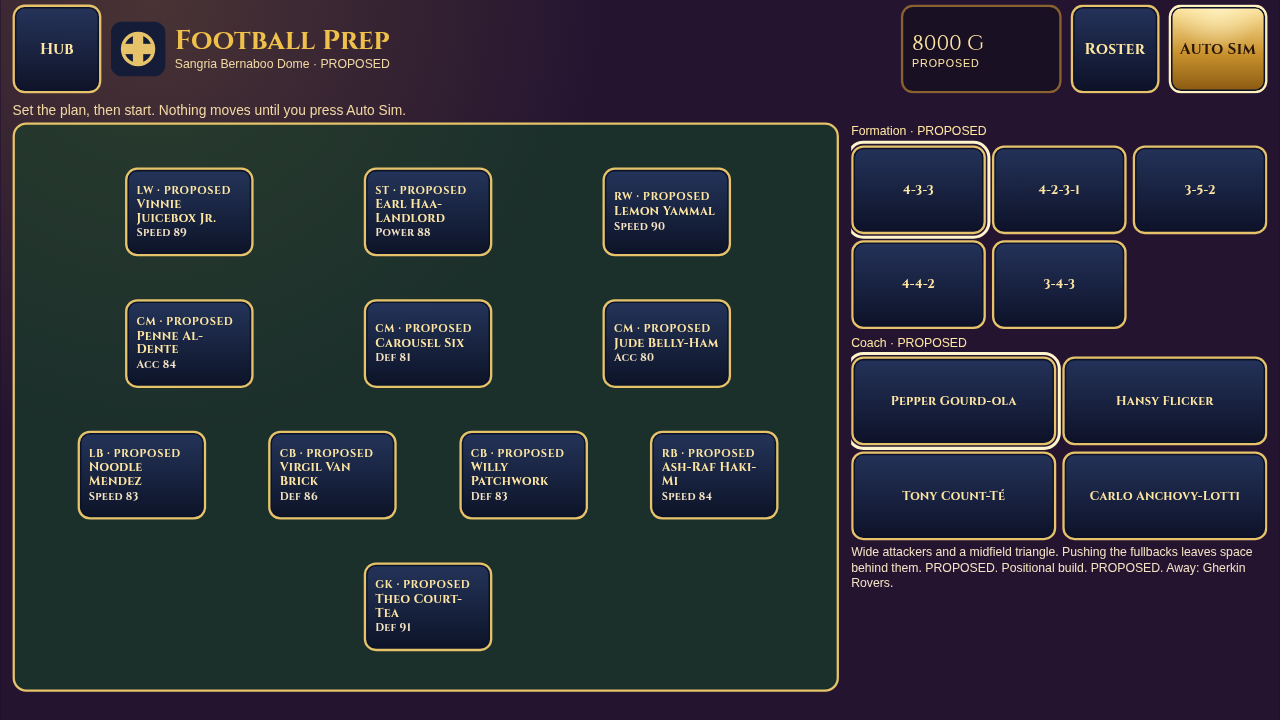 Hub
Football Prep
Sangria Bernaboo Dome · PROPOSED
8000 G
PROPOSED
Roster
Auto Sim
Set the plan, then start. Nothing moves until you press Auto Sim.
LW · PROPOSED
Vinnie
Juicebox Jr.
Speed 89
ST · PROPOSED
Earl Haa-
Landlord
Power 88
RW · PROPOSED
Lemon Yammal
Speed 90
CM · PROPOSED
Penne Al-
Dente
Acc 84
CM · PROPOSED
Carousel Six
Def 81
CM · PROPOSED
Jude Belly-Ham
Acc 80
LB · PROPOSED
Noodle
Mendez
Speed 83
CB · PROPOSED
Virgil Van
Brick
Def 86
CB · PROPOSED
Willy
Patchwork
Def 83
RB · PROPOSED
Ash-Raf Haki-
Mi
Speed 84
GK · PROPOSED
Theo Court-
Tea
Def 91
Formation · PROPOSED
4-3-3
4-2-3-1
3-5-2
4-4-2
3-4-3
Coach · PROPOSED
Pepper Gourd-ola
Hansy Flicker
Tony Count-Té
Carlo Anchovy-Lotti
Wide attackers and a midfield triangle. Pushing the fullbacks leaves space
behind them. PROPOSED. Positional build. PROPOSED. Away: Gherkin
Rovers.